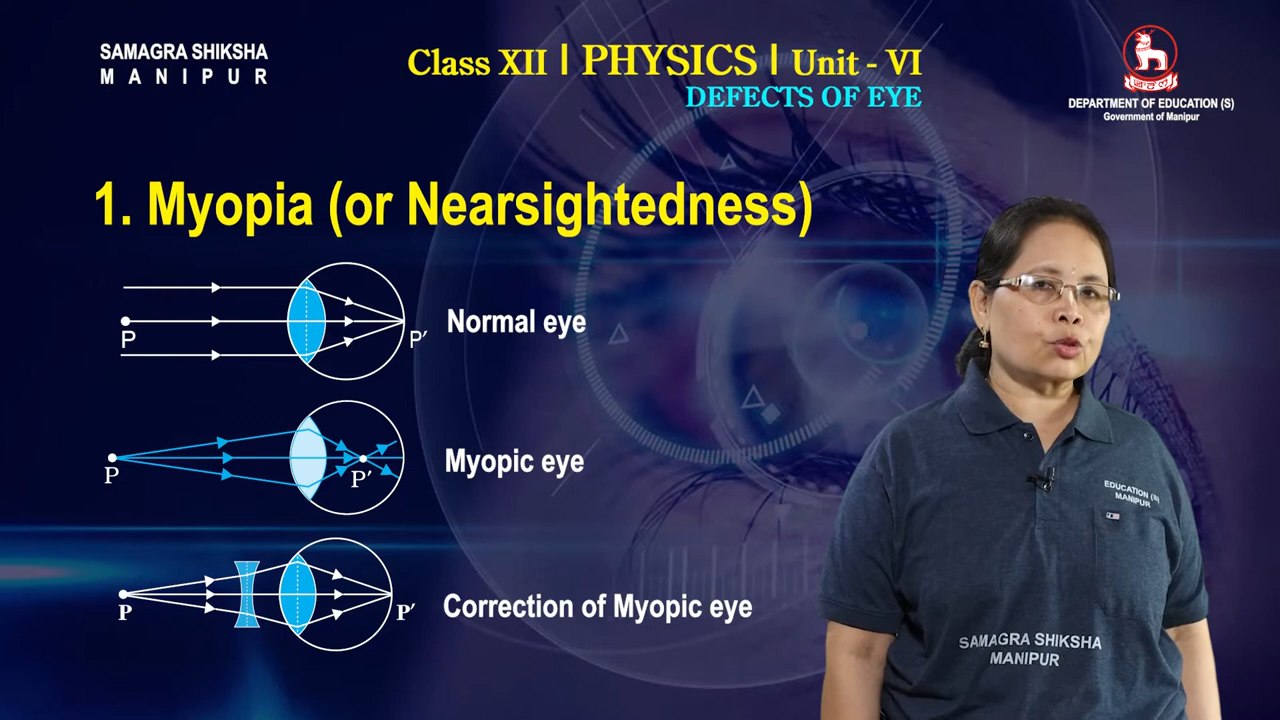 SAMAGRA SHIKSHA
MANIPUR
Class XII | PHYSICS | Unit - VI
DEFECTS OF EYE
DEPARTMENT OF EDUCATION (S)
Government of Manipur
1. Myopia (or Nearsightedness)
P
P′
Normal eye
P
P′
Myopic eye
P
P′
Correction of Myopic eye
EDUCATION (S)
MANIPUR
SAMAGRA SHIKSHA
MANIPUR